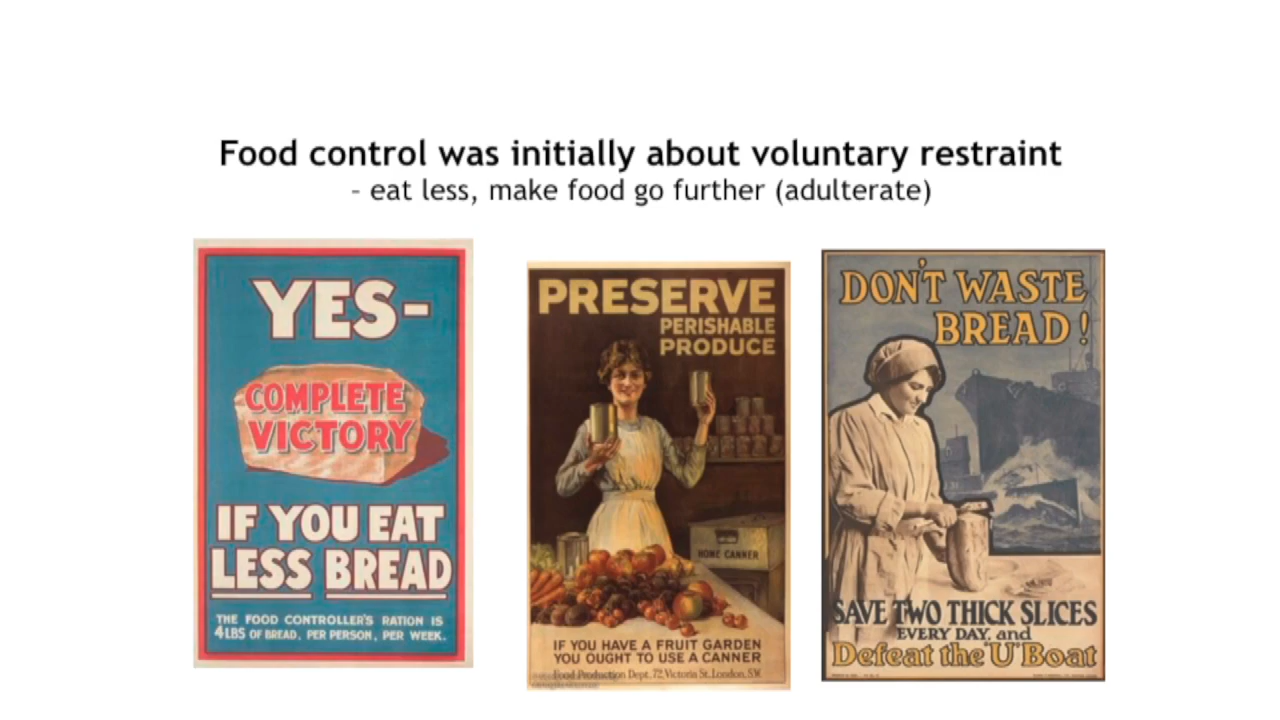 Food control was initially about voluntary restraint
- eat less, make food go further (adulterate)
YES-
COMPLETE
VICTORY
IF YOU EAT
LESS BREAD
THE FOOD CONTROLLER'S RATION IS
4LBS OF BREAD, PER PERSON, PER WEEK.
PRESERVE
PERISHABLE
PRODUCE
HOME CANNER
IF YOU HAVE A FRUIT GARDEN
YOU OUGHT TO USE A CANNER
Food Production Dept. 72, Victoria St., London, S.W.
DON'T WASTE
BREAD!
SAVE TWO THICK SLICES
EVERY DAY, and
Defeat the 'U' Boat